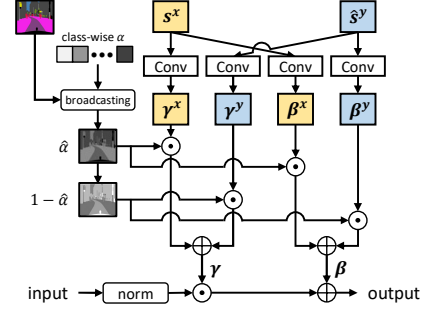 s^x ŝ^y
class-wise α
Conv Conv Conv Conv
broadcasting
γ^x γ^y β^x β^y
α̂
1 − α̂
γ β
input norm output